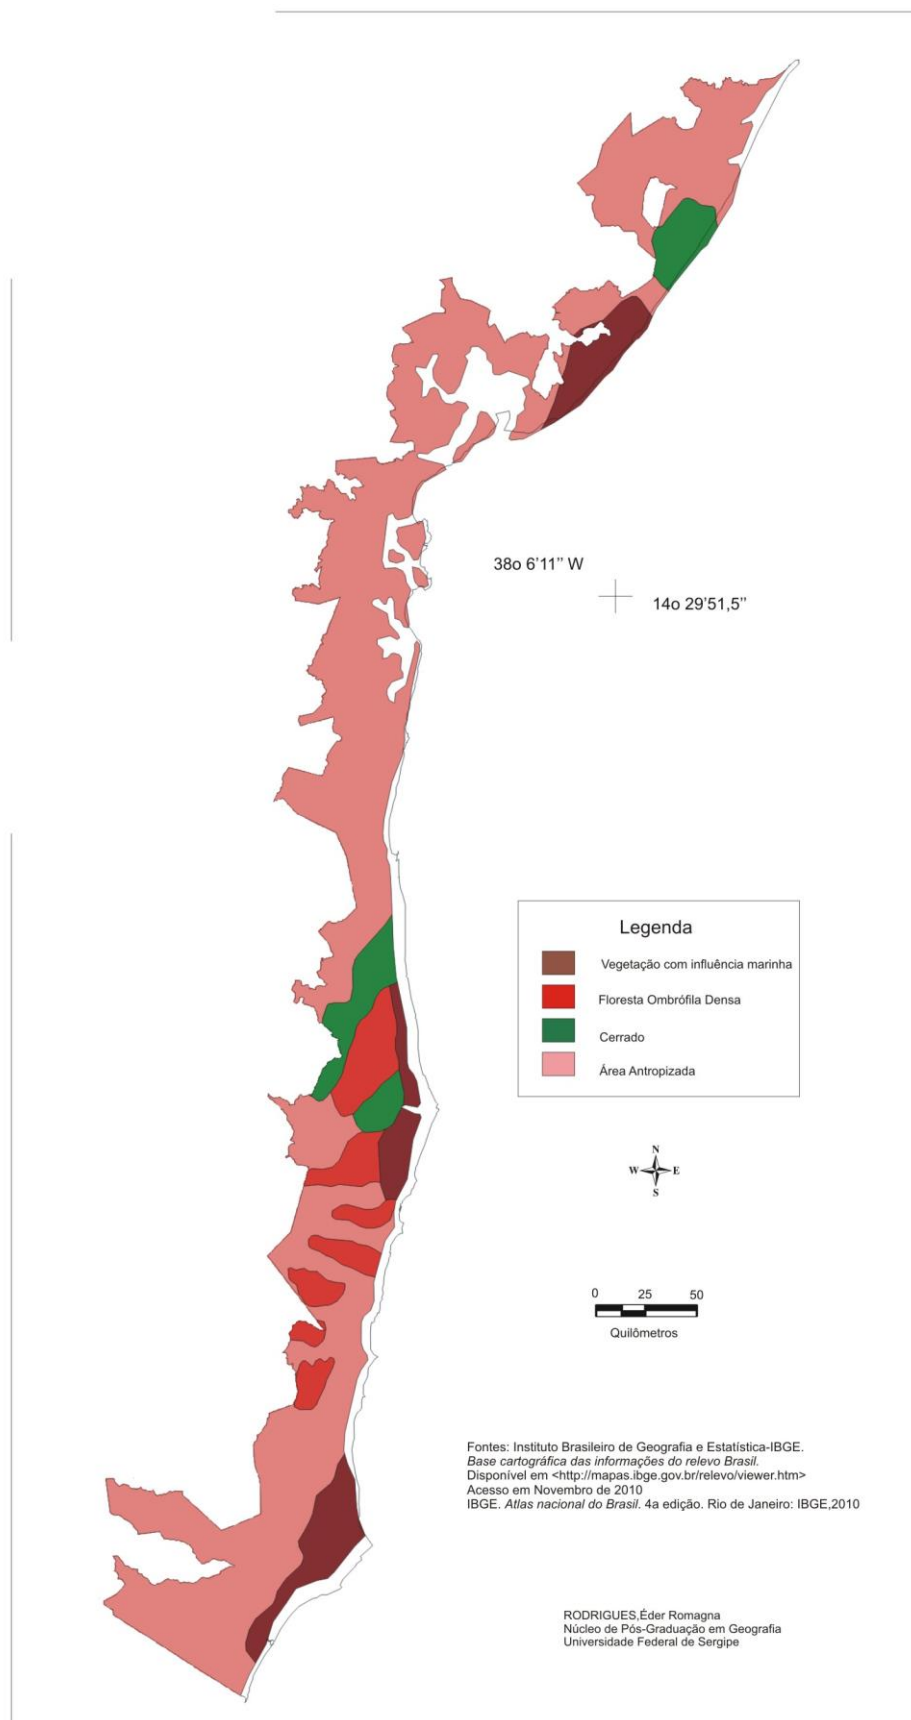 38o 6'11'' W
14o 29'51,5''
Legenda
Vegetação com influência marinha
Floresta Ombrófila Densa
Cerrado
Área Antropizada
N
W E
S
0 25 50
Quilômetros
Fontes: Instituto Brasileiro de Geografia e Estatística-IBGE.
Base cartográfica das informações do relevo Brasil.
Disponível em <http://mapas.ibge.gov.br/relevo/viewer.htm>
Acesso em Novembro de 2010
IBGE. Atlas nacional do Brasil. 4a edição. Rio de Janeiro: IBGE,2010
RODRIGUES,Éder Romagna
Núcleo de Pós-Graduação em Geografia
Universidade Federal de Sergipe